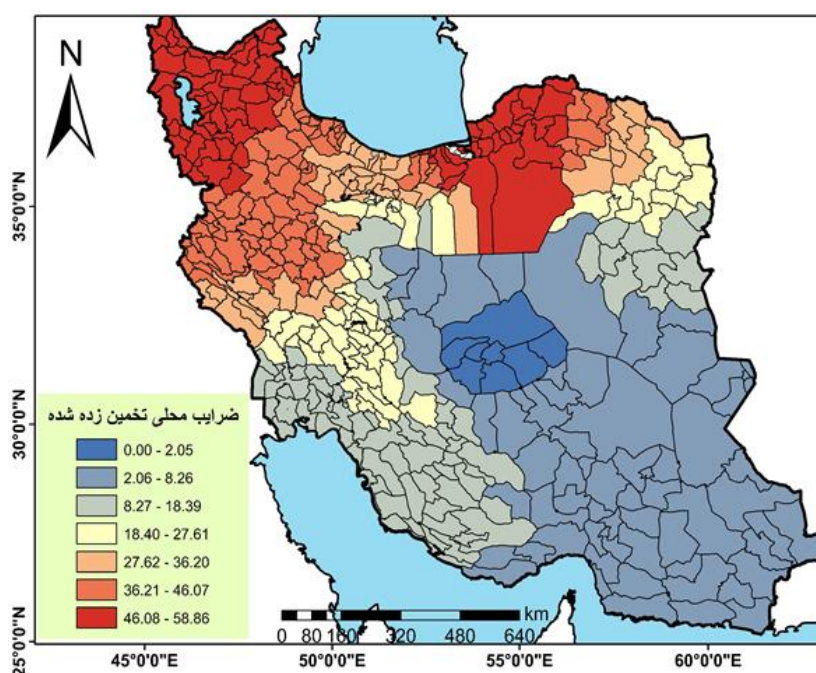 N
35°0'0"N
30°0'0"N
25°0'0"N
ضرایب محلی تخمین زده شده
0.00 - 2.05
2.06 - 8.26
8.27 - 18.39
18.40 - 27.61
27.62 - 36.20
36.21 - 46.07
46.08 - 58.86
km
0 80 160 320 480 640
45°0'0"E 50°0'0"E 55°0'0"E 60°0'0"E